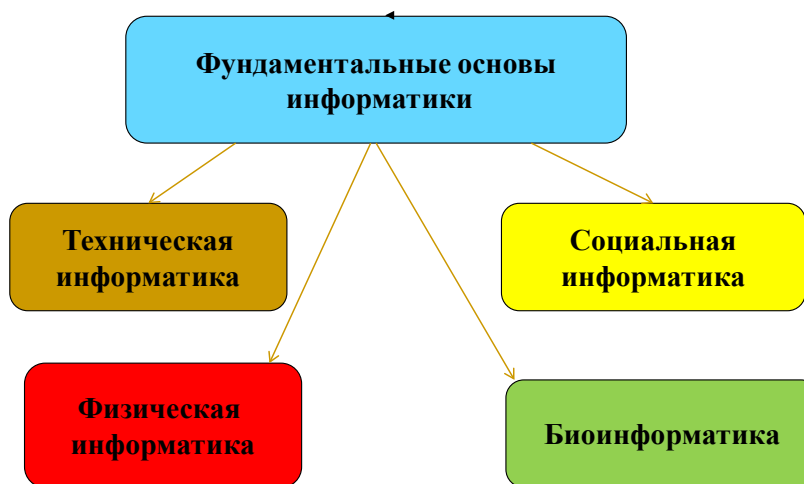 Фундаментальные основы
информатики
Техническая
информатика
Социальная
информатика
Физическая
информатика
Биоинформатика